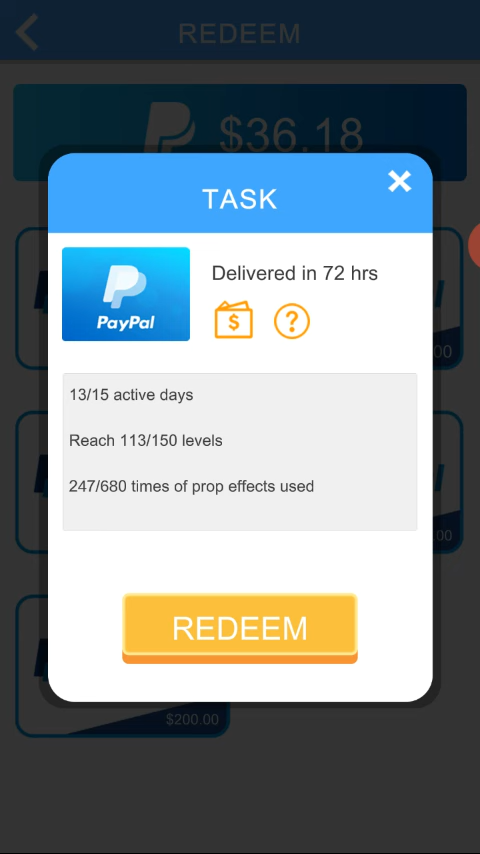 REDEEM
$36.18
TASK
Delivered in 72 hrs
PayPal
$
?
13/15 active days
Reach 113/150 levels
247/680 times of prop effects used
REDEEM
$200.00